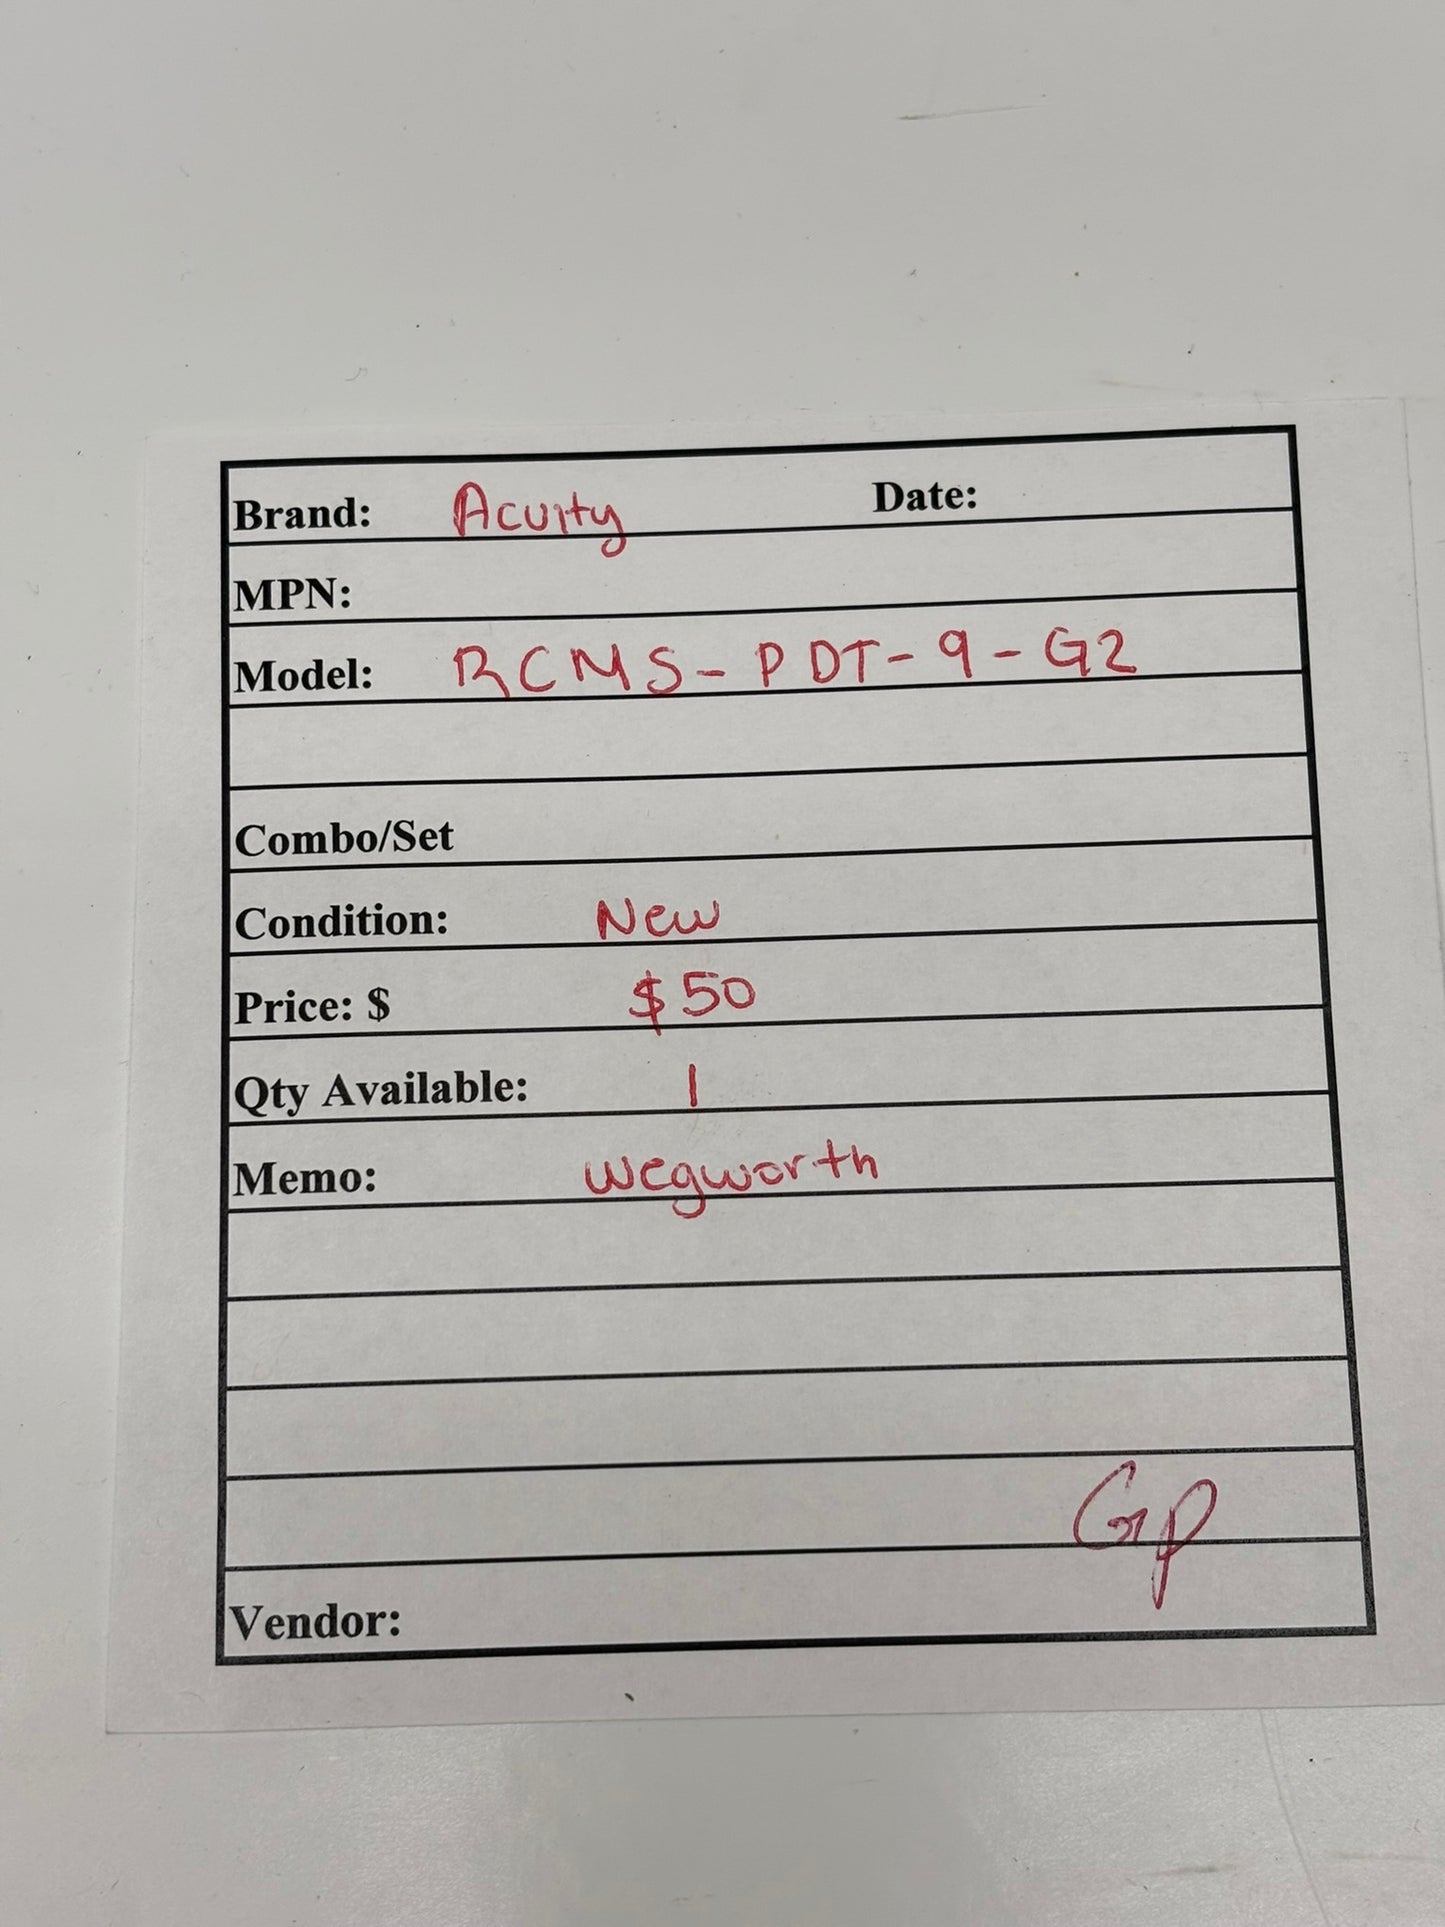 Brand: Acuity Date:
MPN:
Model: RCMS-PDT-9-G2
Combo/Set
Condition: New
Price: $ $50
Qty Available: 1
Memo: Wegworth
Gp
Vendor: